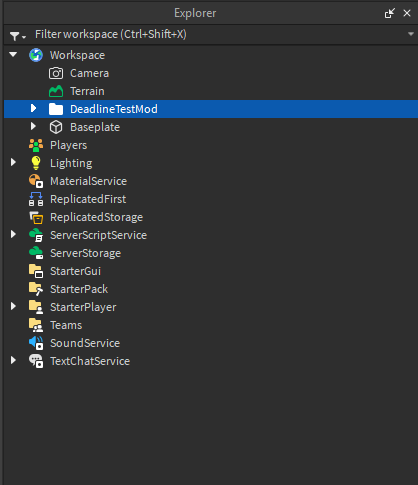 Explorer
Filter workspace (Ctrl+Shift+X)
Workspace
Camera
Terrain
DeadlineTestMod
Baseplate
Players
Lighting
MaterialService
ReplicatedFirst
ReplicatedStorage
ServerScriptService
ServerStorage
StarterGui
StarterPack
StarterPlayer
Teams
SoundService
TextChatService